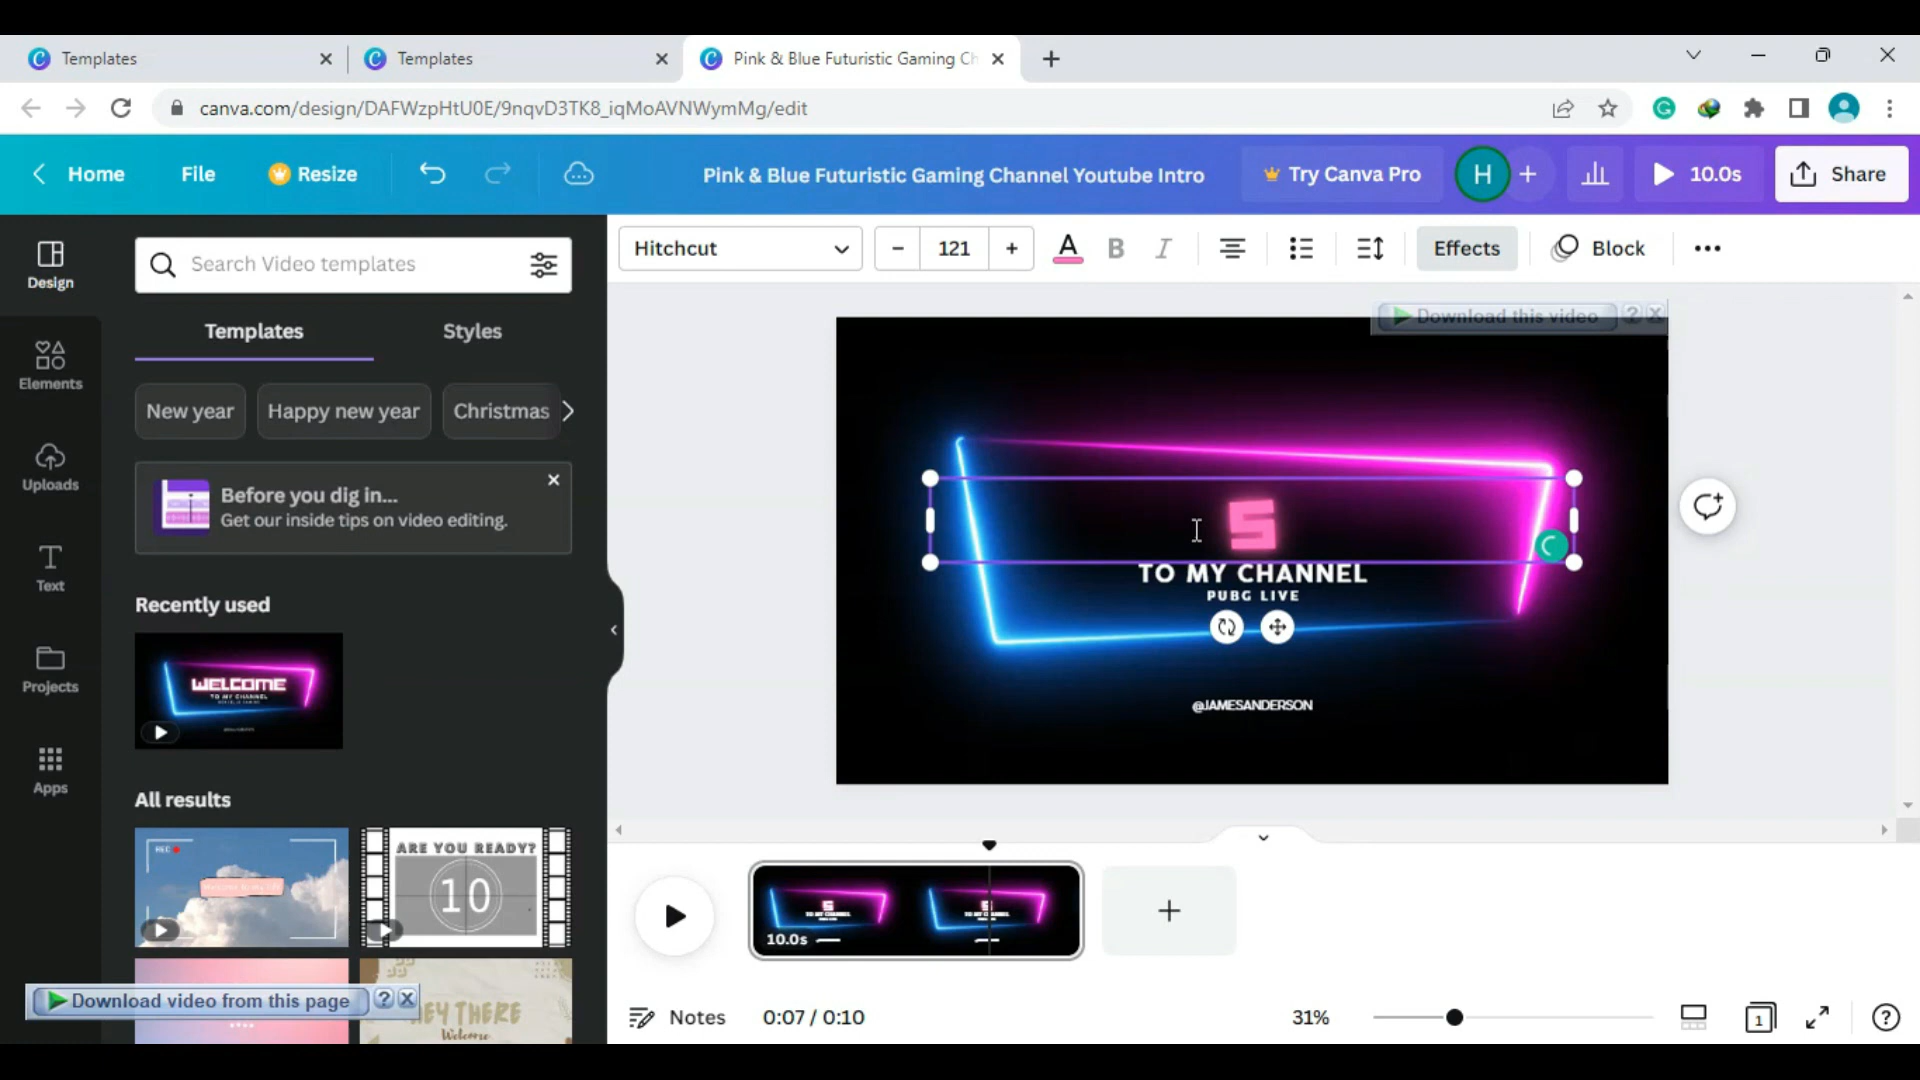 Templates
Templates
Pink & Blue Futuristic Gaming Ch
canva.com/design/DAFWzpHtU0E/9nqvD3TK8_iqMoAVNWymMg/edit
Home
File
Resize
Pink & Blue Futuristic Gaming Channel Youtube Intro
Try Canva Pro
H
10.0s
Share
Design
Elements
Uploads
Text
Projects
Apps
Search Video templates
Templates
Styles
New year
Happy new year
Christmas
Before you dig in...
Get our inside tips on video editing.
Recently used
WELCOME
TO MY CHANNEL
All results
REC
ARE YOU READY?
10
HEY THERE
Welcome
Download video from this page
Hitchcut
121
A
B
I
Effects
Block
Download this video
S
TO MY CHANNEL
PUBG LIVE
@JAMESANDERSON
10.0s
Notes
0:07 / 0:10
31%
1